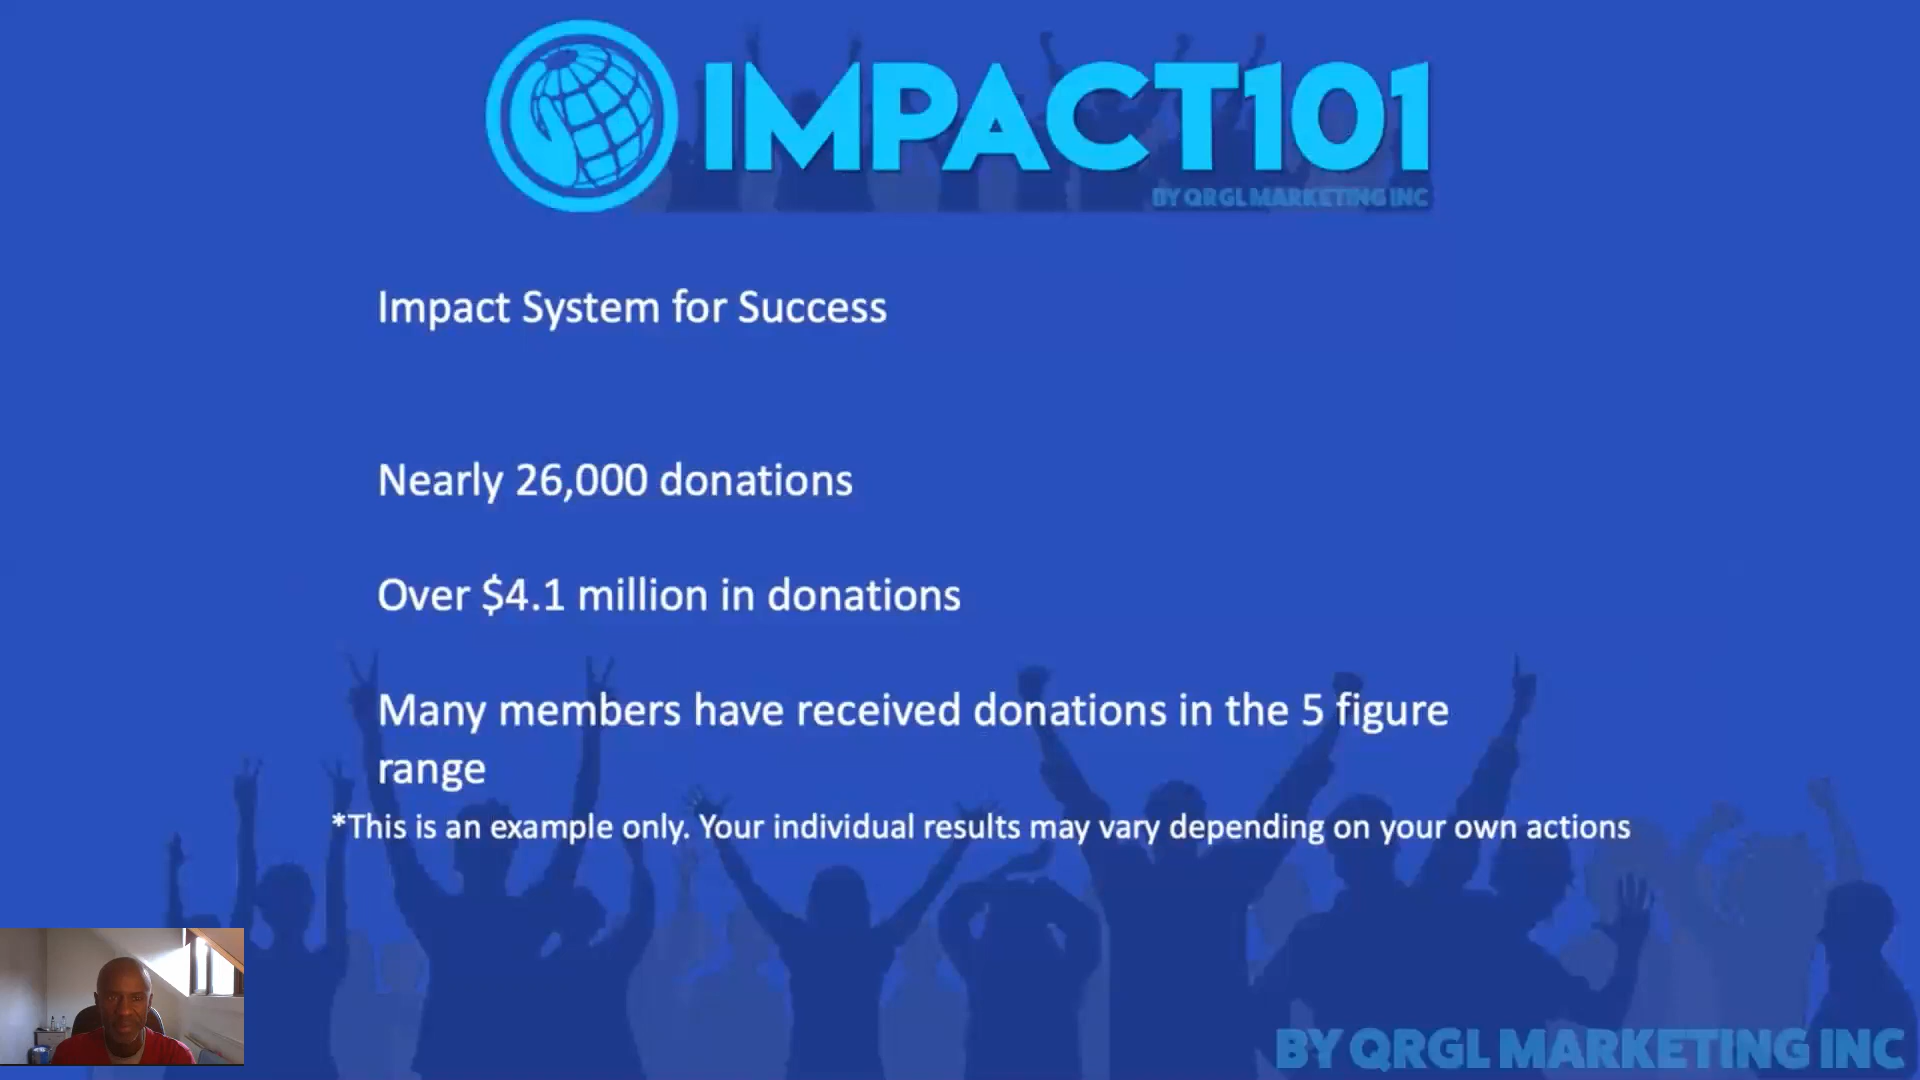 IMPACT101
BY QRGL MARKETING INC
Impact System for Success
Nearly 26,000 donations
Over $4.1 million in donations
Many members have received donations in the 5 figure
range
*This is an example only. Your individual results may vary depending on your own actions
BY QRGL MARKETING INC